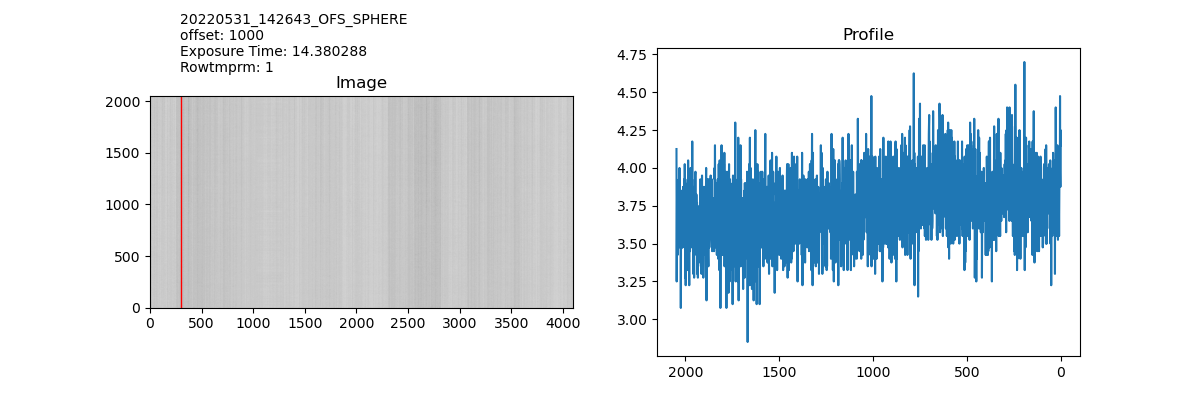 20220531_142643_OFS_SPHERE
offset: 1000
Exposure Time: 14.380288
Rowtmprm: 1
Image
2000
1500
1000
500
0
0 500 1000 1500 2000 2500 3000 3500 4000
Profile
4.75
4.50
4.25
4.00
3.75
3.50
3.25
3.00
2000 1500 1000 500 0